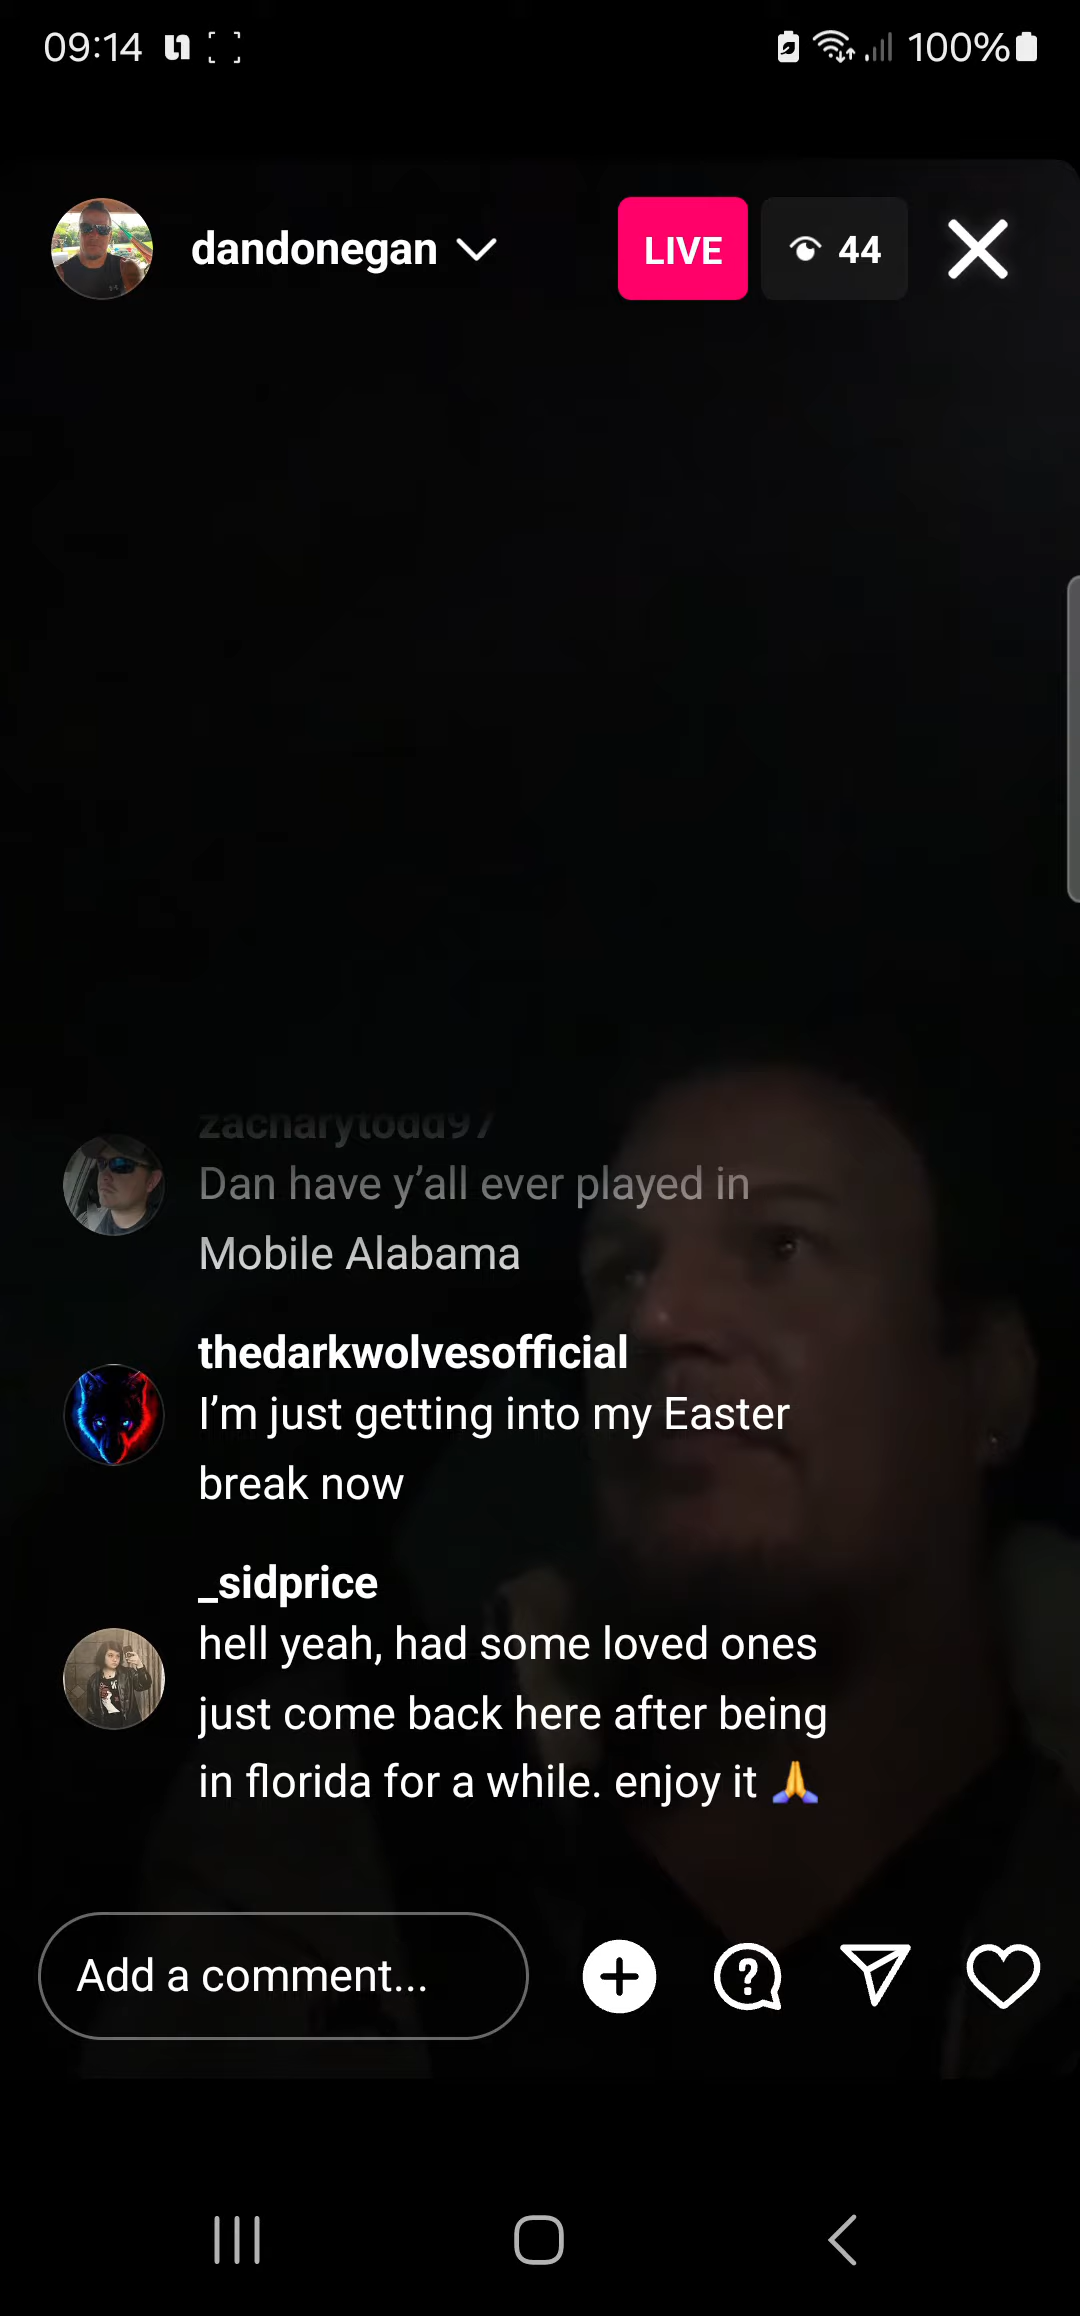 09:14
100%
dandonegan
LIVE
44
zacharytodd97
Dan have y’all ever played in
Mobile Alabama
thedarkwolvesofficial
I’m just getting into my Easter
break now
_sidprice
hell yeah, had some loved ones
just come back here after being
in florida for a while. enjoy it 🙏
Add a comment...